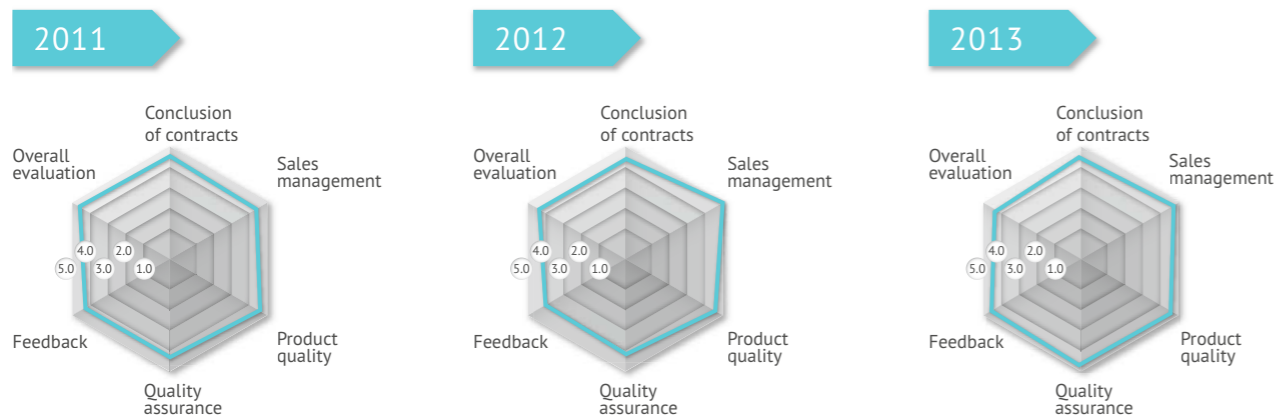 2011
Conclusion
of contracts
Overall
evaluation
Sales
management
4.0
2.0
5.0
3.0
1.0
Feedback
Product
quality
Quality
assurance
2012
Conclusion
of contracts
Overall
evaluation
Sales
management
4.0
2.0
5.0
3.0
1.0
Feedback
Product
quality
Quality
assurance
2013
Conclusion
of contracts
Overall
evaluation
Sales
management
4.0
2.0
5.0
3.0
1.0
Feedback
Product
quality
Quality
assurance